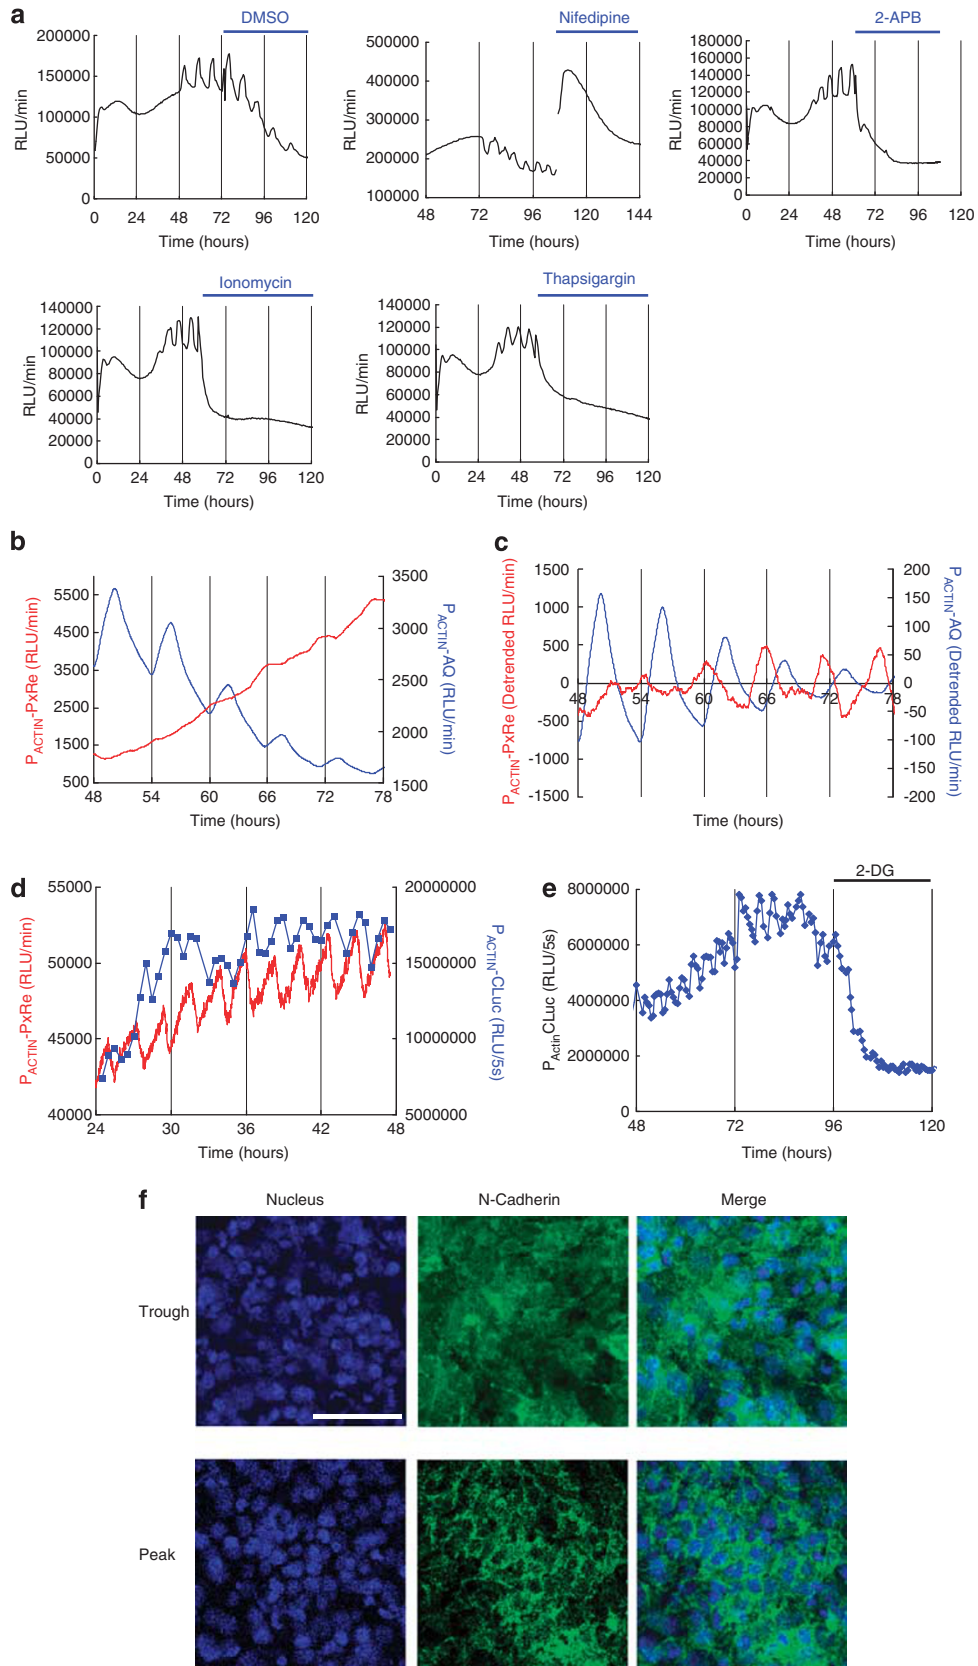 a
DMSO
RLU/min
200000
150000
100000
50000
0
0 24 48 72 96 120
Time (hours)
Nifedipine
RLU/min
500000
400000
300000
200000
100000
48 72 96 120 144
Time (hours)
2-APB
RLU/min
180000
160000
140000
120000
100000
80000
60000
40000
20000
0
0 24 48 72 96 120
Time (hours)
Ionomycin
RLU/min
140000
120000
100000
80000
60000
40000
20000
0
0 24 48 72 96 120
Time (hours)
Thapsigargin
RLU/min
140000
120000
100000
80000
60000
40000
20000
0
0 24 48 72 96 120
Time (hours)
b
PACTIN-PxRe (RLU/min)
5500
4500
3500
2500
1500
500
48 54 60 66 72 78
Time (hours)
3500
3000
2500
2000
1500
PACTIN-AQ (RLU/min)
c
PACTIN-PxRe (Detrended RLU/min)
1500
1000
500
0
-500
-1000
-1500
48 54 60 66 72 78
Time (hours)
200
150
100
50
0
-50
-100
-150
-200
PACTIN-AQ (Detrended RLU/min)
d
PACTIN-PxRe (RLU/min)
55000
50000
45000
40000
24 30 36 42 48
Time (hours)
20000000
15000000
10000000
5000000
PACTIN-CLuc (RLU/5s)
e
2-DG
PActinCLuc (RLU/5s)
8000000
6000000
4000000
2000000
0
48 72 96 120
Time (hours)
f
Nucleus N-Cadherin Merge
Trough
Peak